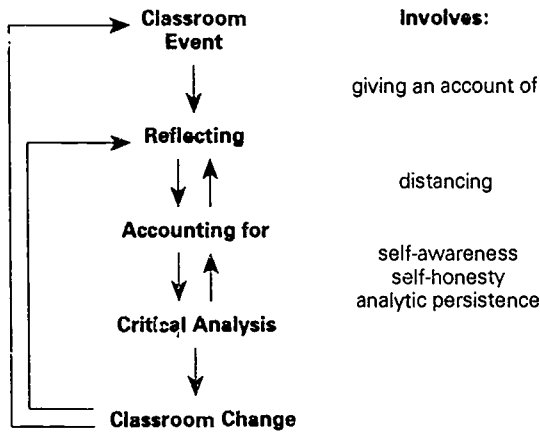 Classroom
Event
Involves:
giving an account of
Reflecting
distancing
Accounting for
self-awareness
self-honesty
analytic persistence
Critical Analysis
Classroom Change